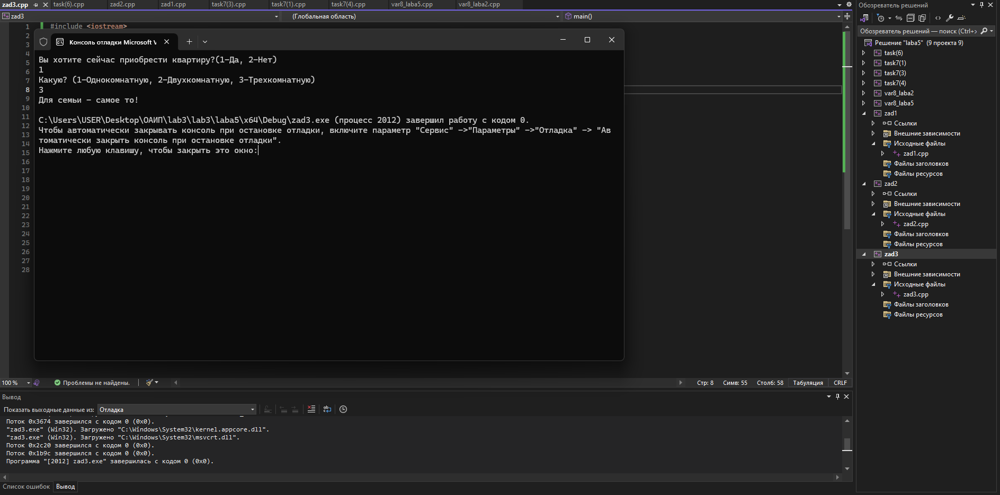 zad3.cpp
task(6).cpp
zad2.cpp
zad1.cpp
task7(3).cpp
task7(1).cpp
task7(4).cpp
var8_laba5.cpp
var8_laba2.cpp
zad3
(Глобальная область)
main()
1
#include <iostream>
2
3
4
5
6
7
8
9
10
11
12
13
14
15
16
17
18
19
20
21
22
23
24
25
26
27
28
Консоль отладки Microsoft V
Вы хотите сейчас приобрести квартиру?(1-Да, 2-Нет)
1
Какую? (1-Однокомнатную, 2-Двухкомнатную, 3-Трехкомнатную)
3
Для семьи - самое то!
C:\Users\USER\Desktop\ОАИП\lab3\lab3\laba5\x64\Debug\zad3.exe (процесс 2012) завершил работу с кодом 0.
Чтобы автоматически закрывать консоль при остановке отладки, включите параметр "Сервис" ->"Параметры" ->"Отладка" -> "Ав
томатически закрыть консоль при остановке отладки".
Нажмите любую клавишу, чтобы закрыть это окно:
100 %
Проблемы не найдены.
Стр: 8
Симв: 55
Столб: 58
Табуляция
CRLF
Вывод
Показать выходные данные из:
Отладка
Поток 0x3674 завершился с кодом 0 (0x0).
"zad3.exe" (Win32). Загружено "C:\Windows\System32\kernel.appcore.dll".
"zad3.exe" (Win32). Загружено "C:\Windows\System32\msvcrt.dll".
Поток 0x2c20 завершился с кодом 0 (0x0).
Поток 0x1b9c завершился с кодом 0 (0x0).
Программа "[2012] zad3.exe" завершилась с кодом 0 (0x0).
Список ошибок
Вывод
Обозреватель решений
Обозреватель решений — поиск (Ctrl+>
Решение "laba5" (9 проекта 9)
task(6)
task7(1)
task7(3)
task7(4)
var8_laba2
var8_laba5
zad1
Ссылки
Внешние зависимости
Исходные файлы
zad1.cpp
Файлы заголовков
Файлы ресурсов
zad2
Ссылки
Внешние зависимости
Исходные файлы
zad2.cpp
Файлы заголовков
Файлы ресурсов
zad3
Ссылки
Внешние зависимости
Исходные файлы
zad3.cpp
Файлы заголовков
Файлы ресурсов